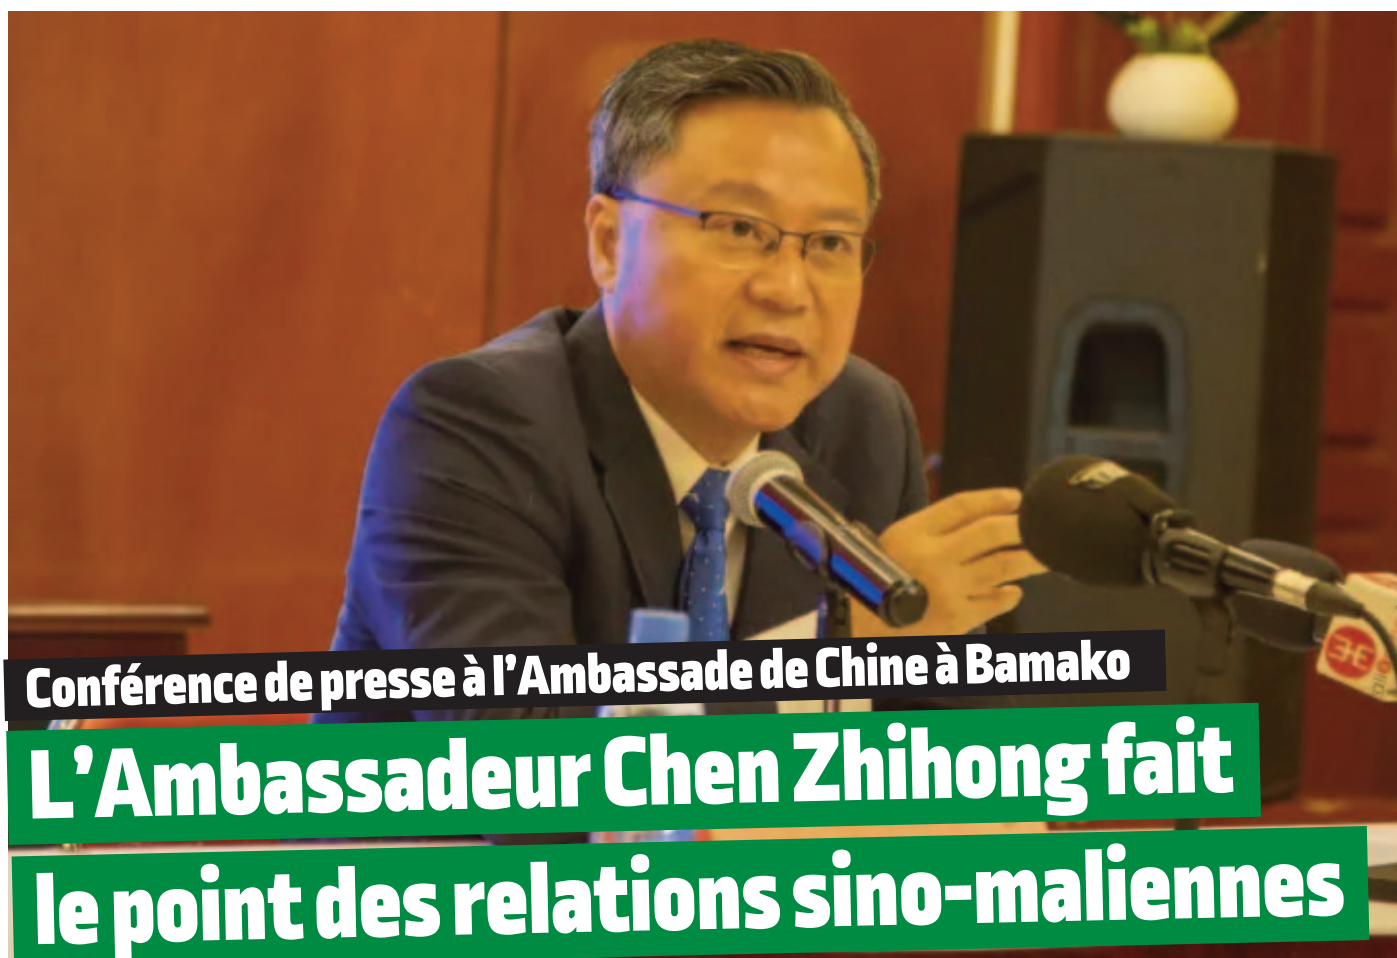 Conférence de presse à l'Ambassade de Chine à Bamako
L'Ambassadeur Chen Zhihong fait
le point des relations sino-maliennes